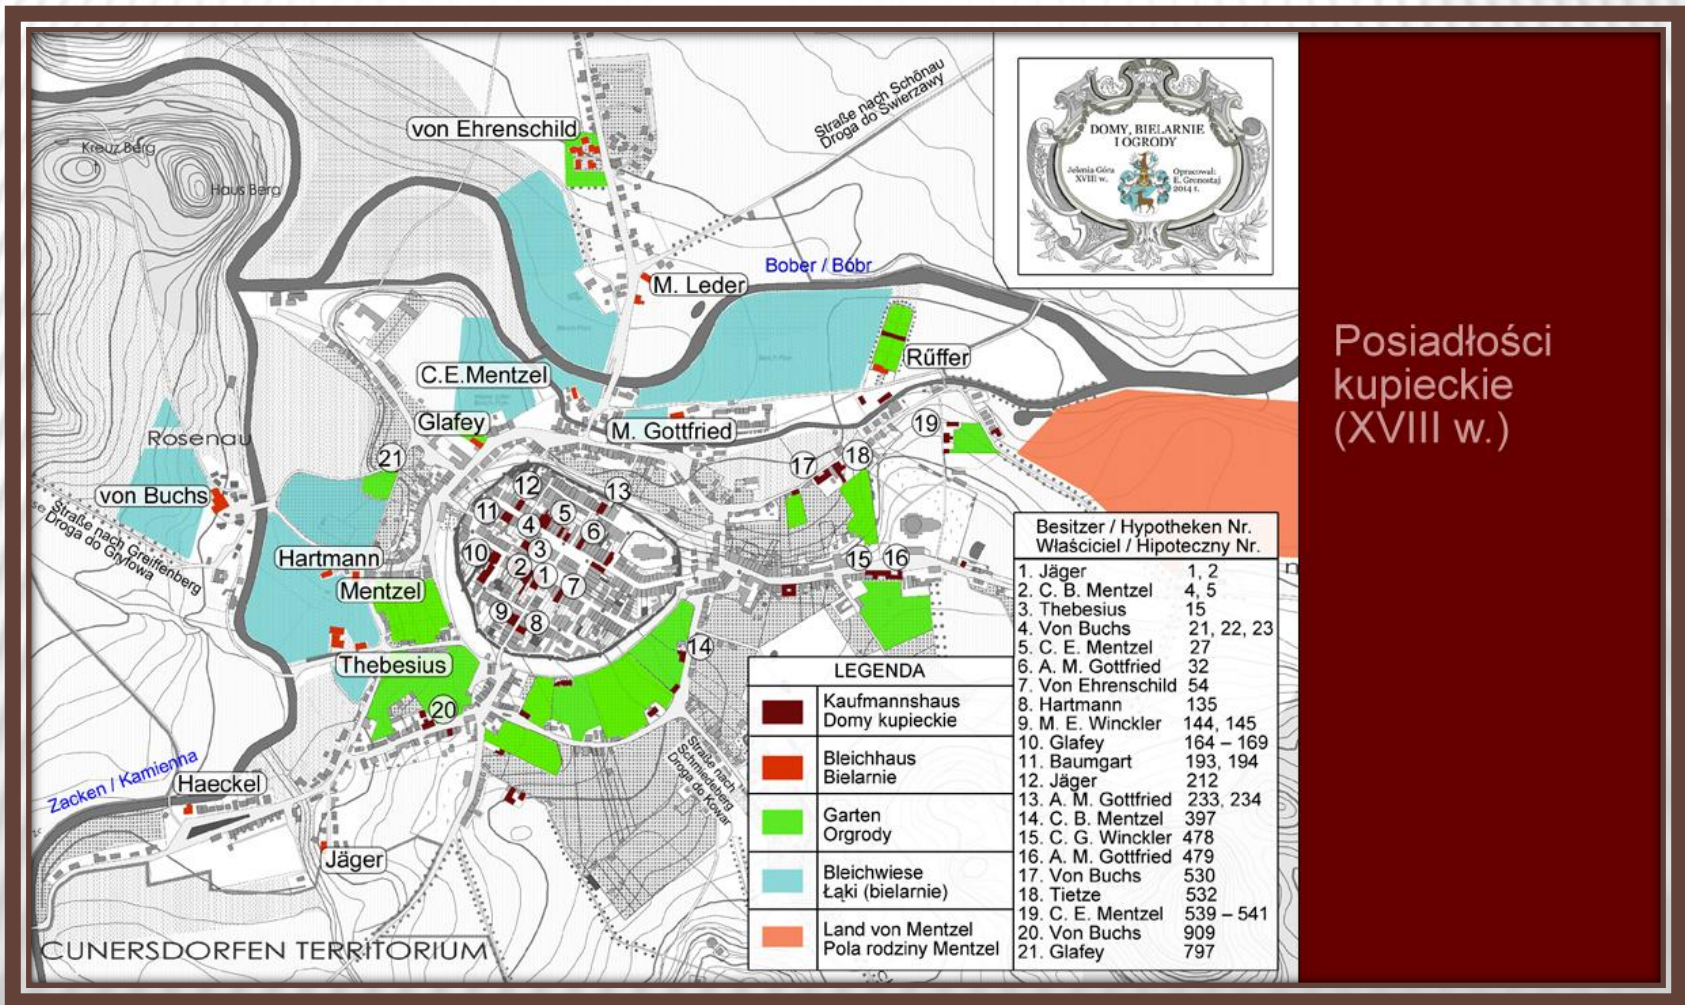 DOMY, BIELARNIE
I OGRODY
Jelenia Góra
XVIII w.
Opracował:
E. Gronostaj
2014 r.
Posiadłości
kupieckie
(XVIII w.)
von Ehrenschild
Straße nach Schönau
Droga do Świerzawy
Kreuz Berg
Haus Berg
Bober / Bóbr
M. Leder
Rűffer
C.E.Mentzel
Glafey
M. Gottfried
Rosenau
von Buchs
Straße nach Greiffenberg
Droga do Gryfowa
Hartmann
Mentzel
Thebesius
Zacken / Kamienna
Haeckel
Jäger
Straße nach
Schmiedeberg
Droga do Kowar
CUNERSDORFEN TERRITORIUM
21
19
17
18
12
13
5
11
4
6
10
3
2
1
7
15
16
9
8
14
20
LEGENDA
Kaufmannshaus
Domy kupieckie
Bleichhaus
Bielarnie
Garten
Orgrody
Bleichwiese
Łąki (bielarnie)
Land von Mentzel
Pola rodziny Mentzel
Besitzer / Hypotheken Nr.
Właściciel / Hipoteczny Nr.
1. Jäger 1, 2
2. C. B. Mentzel 4, 5
3. Thebesius 15
4. Von Buchs 21, 22, 23
5. C. E. Mentzel 27
6. A. M. Gottfried 32
7. Von Ehrenschild 54
8. Hartmann 135
9. M. E. Winckler 144, 145
10. Glafey 164 – 169
11. Baumgart 193, 194
12. Jäger 212
13. A. M. Gottfried 233, 234
14. C. B. Mentzel 397
15. C. G. Winckler 478
16. A. M. Gottfried 479
17. Von Buchs 530
18. Tietze 532
19. C. E. Mentzel 539 – 541
20. Von Buchs 909
21. Glafey 797